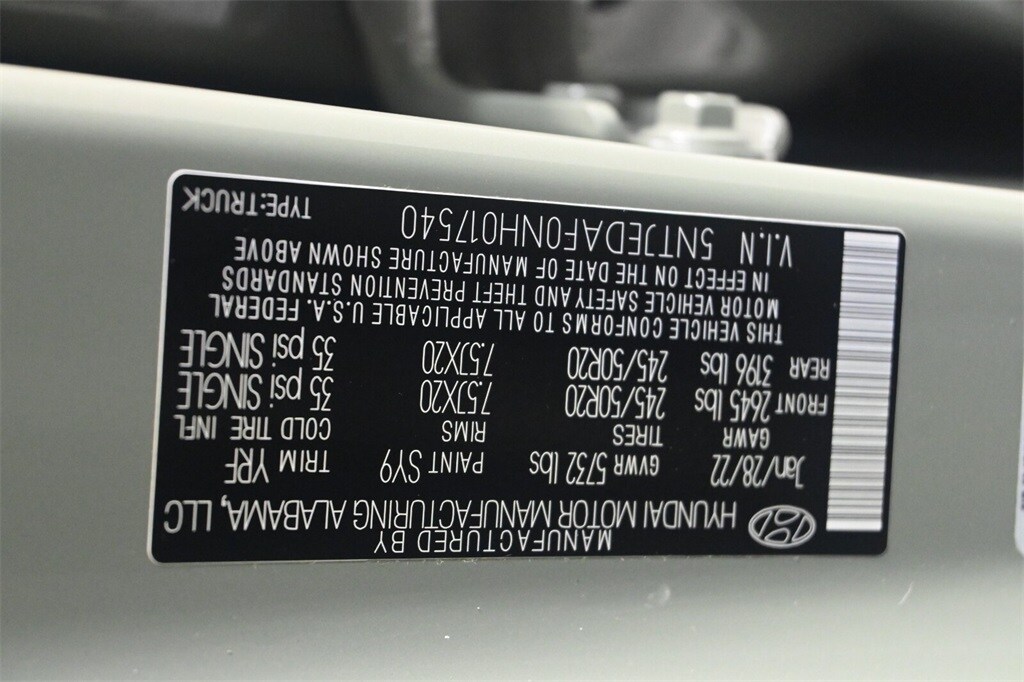 MANUFACTURED BY
HYUNDAI MOTOR MANUFACTURING ALABAMA, LLC
Jan/28/22 GVWR 5732 lbs PAINT SY9 TRIM YRF
GAWR TIRES RIMS COLD TIRE INFL
FRONT 2645 lbs 245/50R20 7.5JX20 35 psi SINGLE
REAR 3196 lbs 245/50R20 7.5JX20 35 psi SINGLE
THIS VEHICLE CONFORMS TO ALL APPLICABLE U.S.A. FEDERAL
MOTOR VEHICLE SAFETY AND THEFT PREVENTION STANDARDS
IN EFFECT ON THE DATE OF MANUFACTURE SHOWN ABOVE
V.I.N 5NTJEDAF0NH017540 TYPE:TRUCK